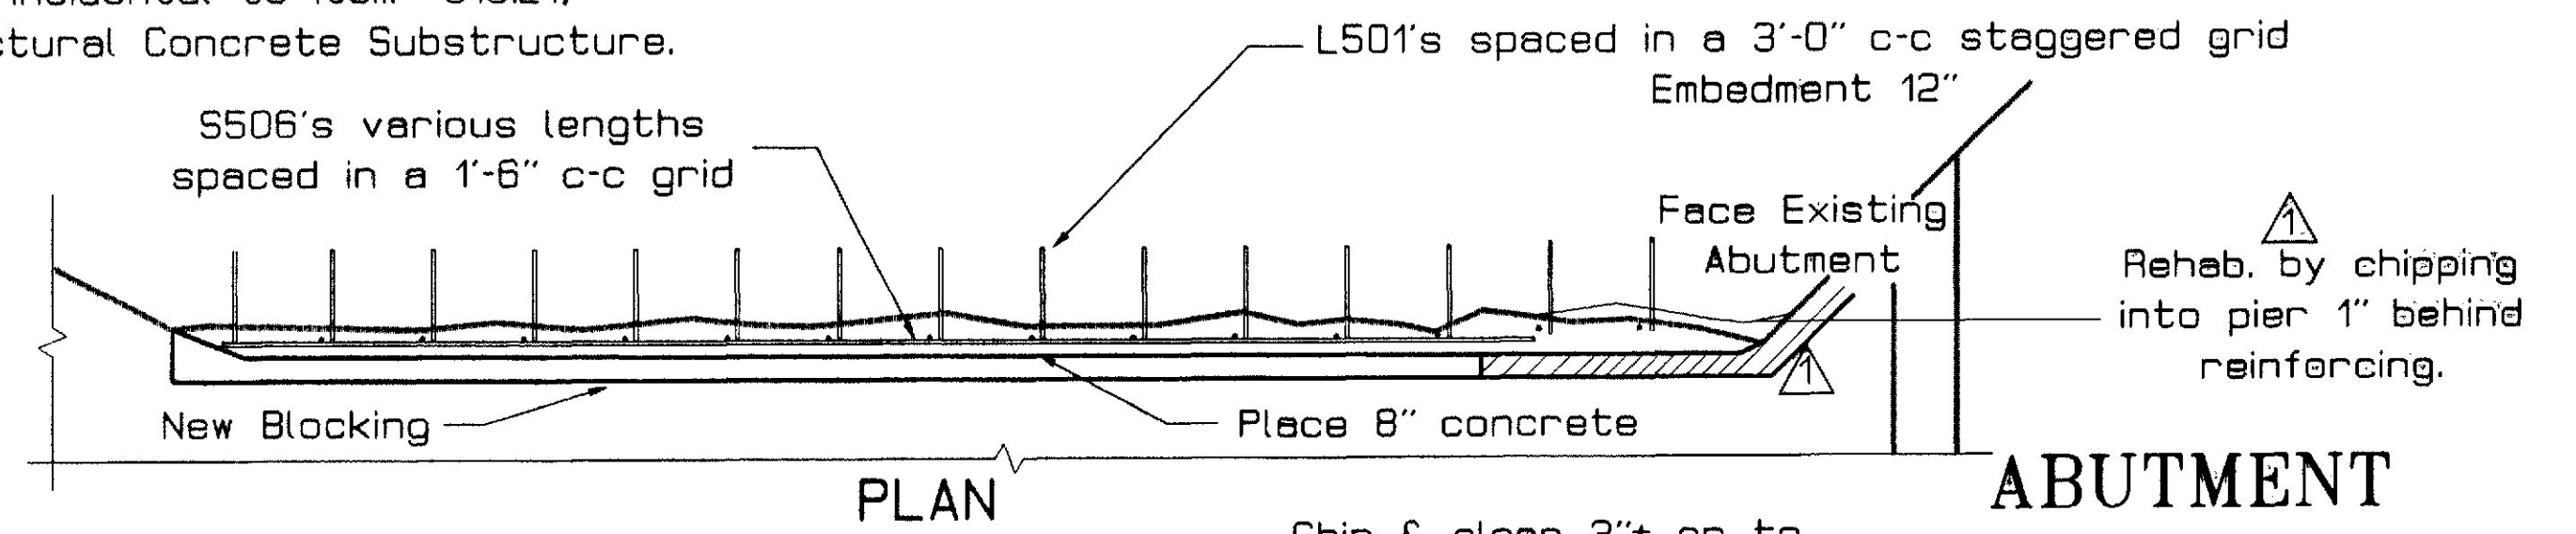 ctural Concrete Substructure.
L501's spaced in a 3'-0" c-c staggered grid
Embedment 12"
S506's various lengths
spaced in a 1'-6" c-c grid
Face Existing
Abutment
1
Rehab. by chipping
into pier 1" behind
reinforcing.
1
New Blocking
Place 8" concrete
PLAN
ABUTMENT